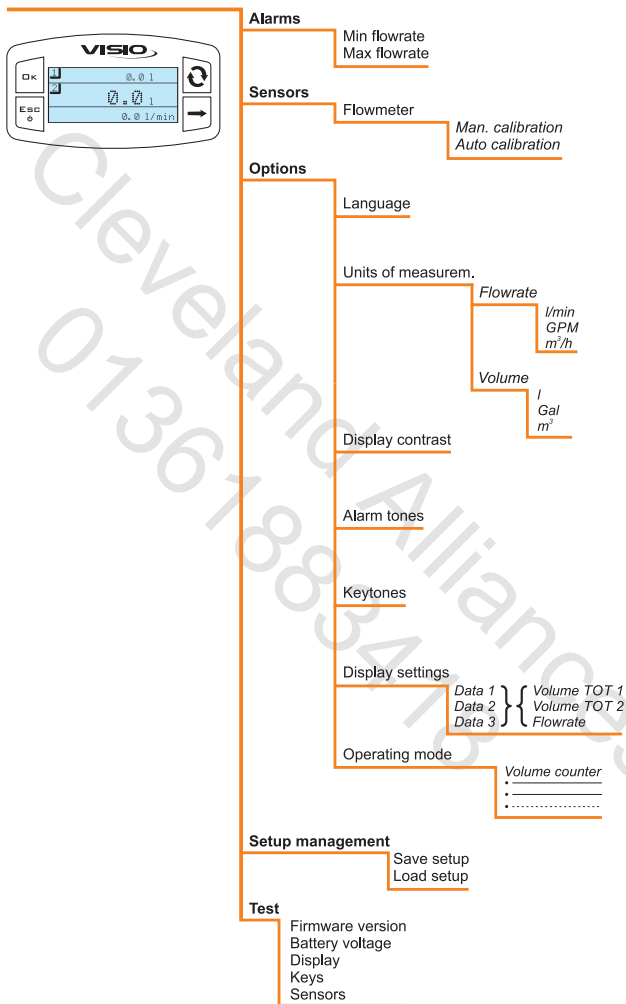 VISIO
OK
1
0.0 l
2
0.0 l
Esc
0.0 l/min
Alarms
Min flowrate
Max flowrate
Sensors
Flowmeter
Man. calibration
Auto calibration
Options
Language
Units of measurem.
Flowrate
l/min
GPM
m³/h
Volume
l
Gal
m³
Display contrast
Alarm tones
Keytones
Display settings
Data 1 } { Volume TOT 1
Data 2 } { Volume TOT 2
Data 3 } { Flowrate
Operating mode
Volume counter
Setup management
Save setup
Load setup
Test
Firmware version
Battery voltage
Display
Keys
Sensors
Cleveland Alliances
01361883418